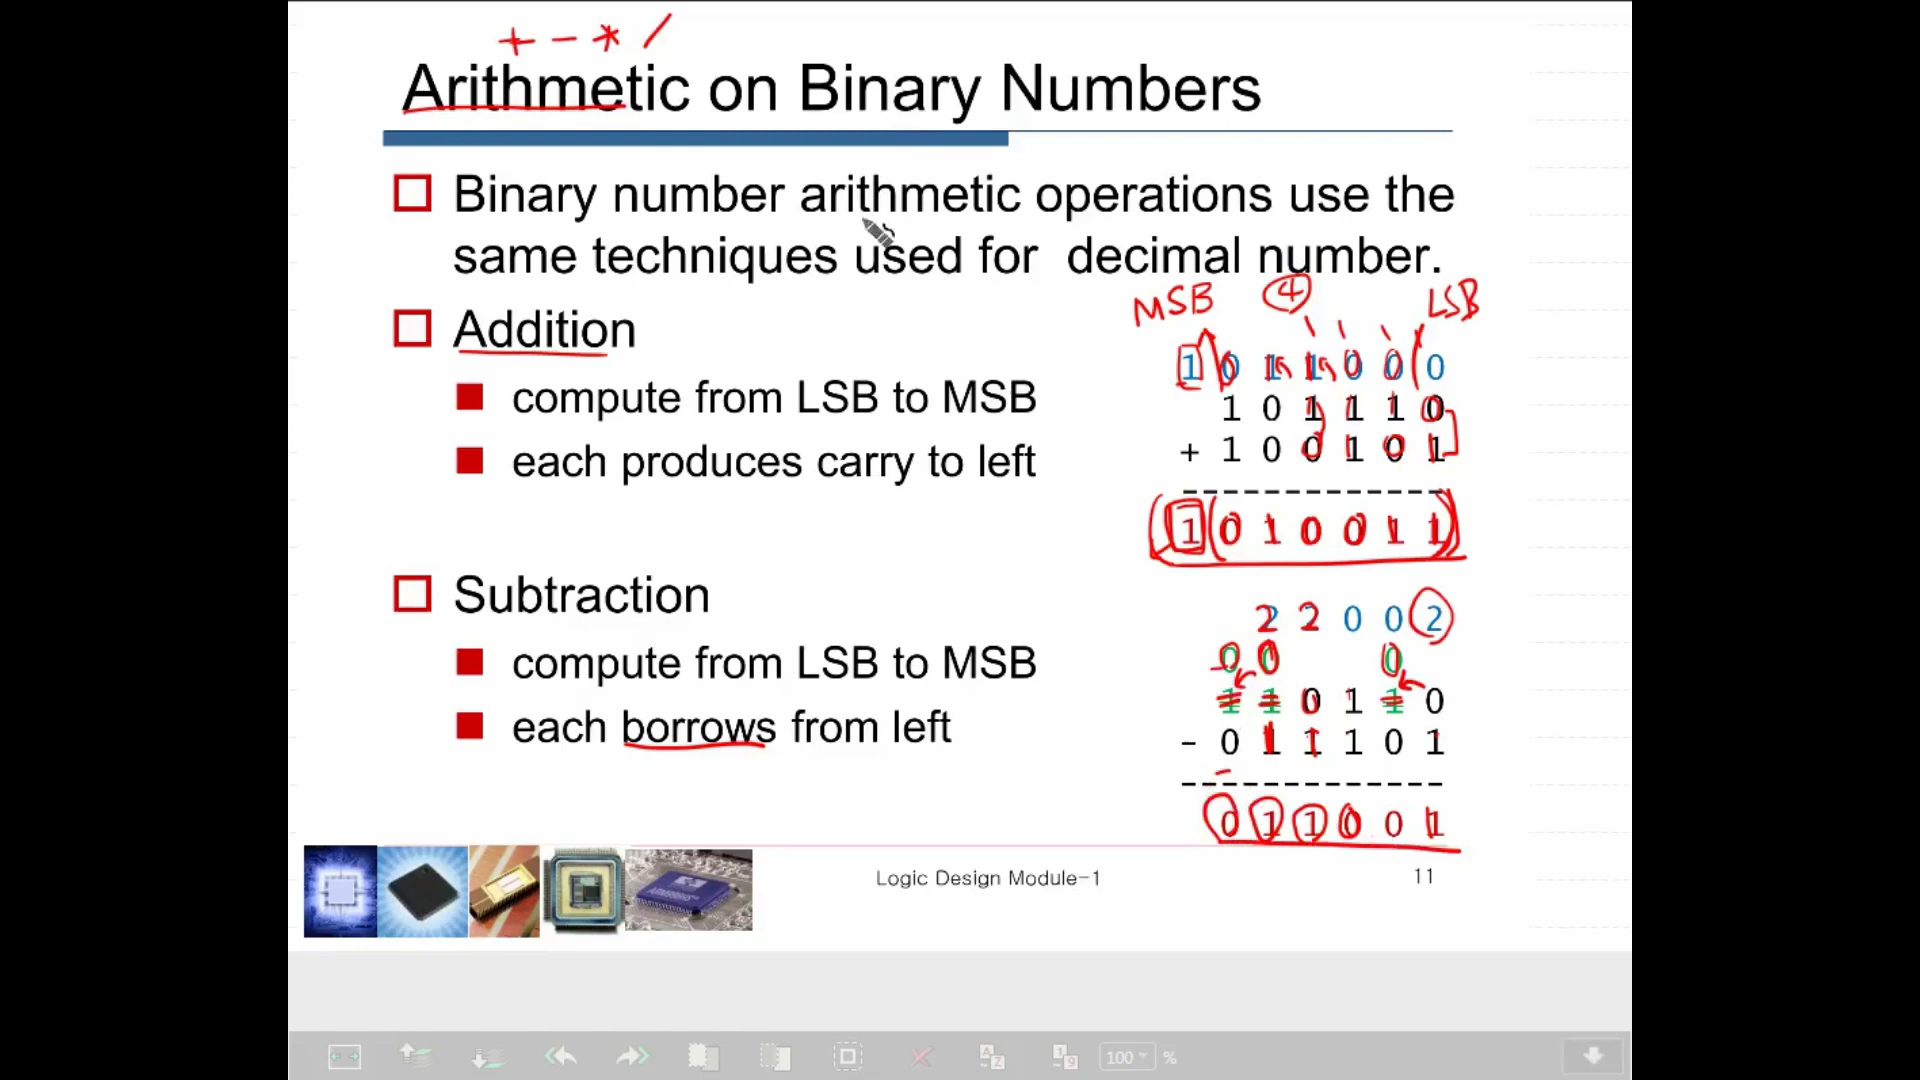 + - * /
Arithmetic on Binary Numbers
Binary number arithmetic operations use the
same techniques used for decimal number.
MSB ④ LSB
Addition
1 0 1 1 0 0 0
compute from LSB to MSB
1 0 1 1 1 0
+ 1 0 0 1 0 1
each produces carry to left
1 0 1 0 0 1 1
Subtraction
2 2 0 0 2
compute from LSB to MSB
0 0 0
1 1 0 1 1 0
each borrows from left
- 0 1 1 1 0 1
0 1 1 0 0 1
Logic Design Module-1
11
100 %